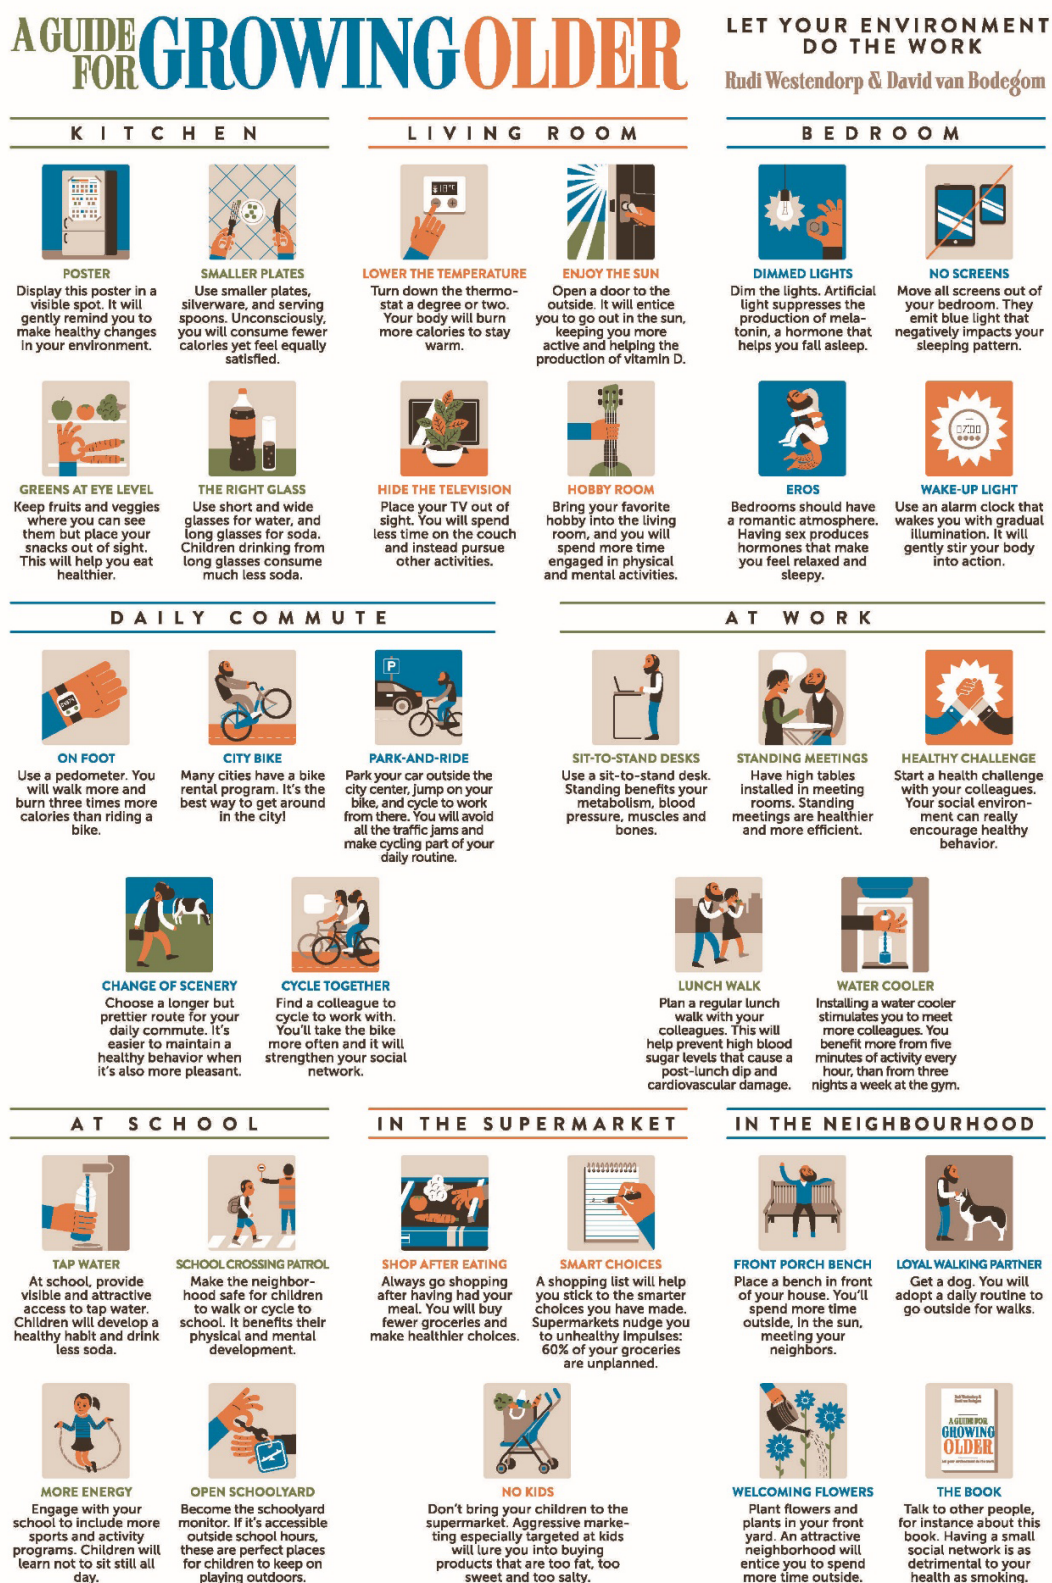 A GUIDE
FOR
GROWING OLDER
LET YOUR ENVIRONMENT
DO THE WORK
Rudi Westendorp & David van Bodegom
KITCHEN
POSTER
Display this poster in a
visible spot. It will
gently remind you to
make healthy changes
in your environment.
SMALLER PLATES
Use smaller plates,
silverware, and serving
spoons. Unconsciously,
you will consume fewer
calories yet feel equally
satisfied.
GREENS AT EYE LEVEL
Keep fruits and veggies
where you can see
them but place your
snacks out of sight.
This will help you eat
healthier.
THE RIGHT GLASS
Use short and wide
glasses for water, and
long glasses for soda.
Children drinking from
long glasses consume
much less soda.
LIVING ROOM
LOWER THE TEMPERATURE
Turn down the thermo-
stat a degree or two.
Your body will burn
more calories to stay
warm.
ENJOY THE SUN
Open a door to the
outside. It will entice
you to go out in the sun,
keeping you more
active and helping the
production of vitamin D.
HIDE THE TELEVISION
Place your TV out of
sight. You will spend
less time on the couch
and instead pursue
other activities.
HOBBY ROOM
Bring your favorite
hobby into the living
room, and you will
spend more time
engaged in physical
and mental activities.
BEDROOM
DIMMED LIGHTS
Dim the lights. Artificial
light suppresses the
production of mela-
tonin, a hormone that
helps you fall asleep.
NO SCREENS
Move all screens out of
your bedroom. They
emit blue light that
negatively impacts your
sleeping pattern.
EROS
Bedrooms should have
a romantic atmosphere.
Having sex produces
hormones that make
you feel relaxed and
sleepy.
WAKE-UP LIGHT
Use an alarm clock that
wakes you with gradual
illumination. It will
gently stir your body
into action.
DAILY COMMUTE
ON FOOT
Use a pedometer. You
will walk more and
burn three times more
calories than riding a
bike.
CITY BIKE
Many cities have a bike
rental program. It's the
best way to get around
in the city!
P
PARK-AND-RIDE
Park your car outside the
city center, jump on your
bike, and cycle to work
from there. You will avoid
all the traffic jams and
make cycling part of your
daily routine.
CHANGE OF SCENERY
Choose a longer but
prettier route for your
daily commute. It's
easier to maintain a
healthy behavior when
it's also more pleasant.
CYCLE TOGETHER
Find a colleague to
cycle to work with.
You'll take the bike
more often and it will
strengthen your social
network.
AT WORK
SIT-TO-STAND DESKS
Use a sit-to-stand desk.
Standing benefits your
metabolism, blood
pressure, muscles and
bones.
STANDING MEETINGS
Have high tables
installed in meeting
rooms. Standing
meetings are healthier
and more efficient.
HEALTHY CHALLENGE
Start a health challenge
with your colleagues.
Your social environ-
ment can really
encourage healthy
behavior.
LUNCH WALK
Plan a regular lunch
walk with your
colleagues. This will
help prevent high blood
sugar levels that cause a
post-lunch dip and
cardiovascular damage.
WATER COOLER
Installing a water cooler
stimulates you to meet
more colleagues. You
benefit more from five
minutes of activity every
hour, than from three
nights a week at the gym.
AT SCHOOL
TAP WATER
At school, provide
visible and attractive
access to tap water.
Children will develop a
healthy habit and drink
less soda.
SCHOOL CROSSING PATROL
Make the neighbor-
hood safe for children
to walk or cycle to
school. It benefits their
physical and mental
development.
MORE ENERGY
Engage with your
school to include more
sports and activity
programs. Children will
learn not to sit still all
day.
OPEN SCHOOLYARD
Become the schoolyard
monitor. If it's accessible
outside school hours,
these are perfect places
for children to keep on
playing outdoors.
IN THE SUPERMARKET
SHOP AFTER EATING
Always go shopping
after having had your
meal. You will buy
fewer groceries and
make healthier choices.
SMART CHOICES
A shopping list will help
you stick to the smarter
choices you have made.
Supermarkets nudge you
to unhealthy impulses:
60% of your groceries
are unplanned.
NO KIDS
Don't bring your children to the
supermarket. Aggressive marke-
ting especially targeted at kids
will lure you into buying
products that are too fat, too
sweet and too salty.
IN THE NEIGHBOURHOOD
FRONT PORCH BENCH
Place a bench in front
of your house. You'll
spend more time
outside, in the sun,
meeting your
neighbors.
LOYAL WALKING PARTNER
Get a dog. You will
adopt a daily routine to
go outside for walks.
WELCOMING FLOWERS
Plant flowers and
plants in your front
yard. An attractive
neighborhood will
entice you to spend
more time outside.
A GUIDE FOR
GROWING
OLDER
THE BOOK
Talk to other people,
for instance about this
book. Having a small
social network is as
detrimental to your
health as smoking.